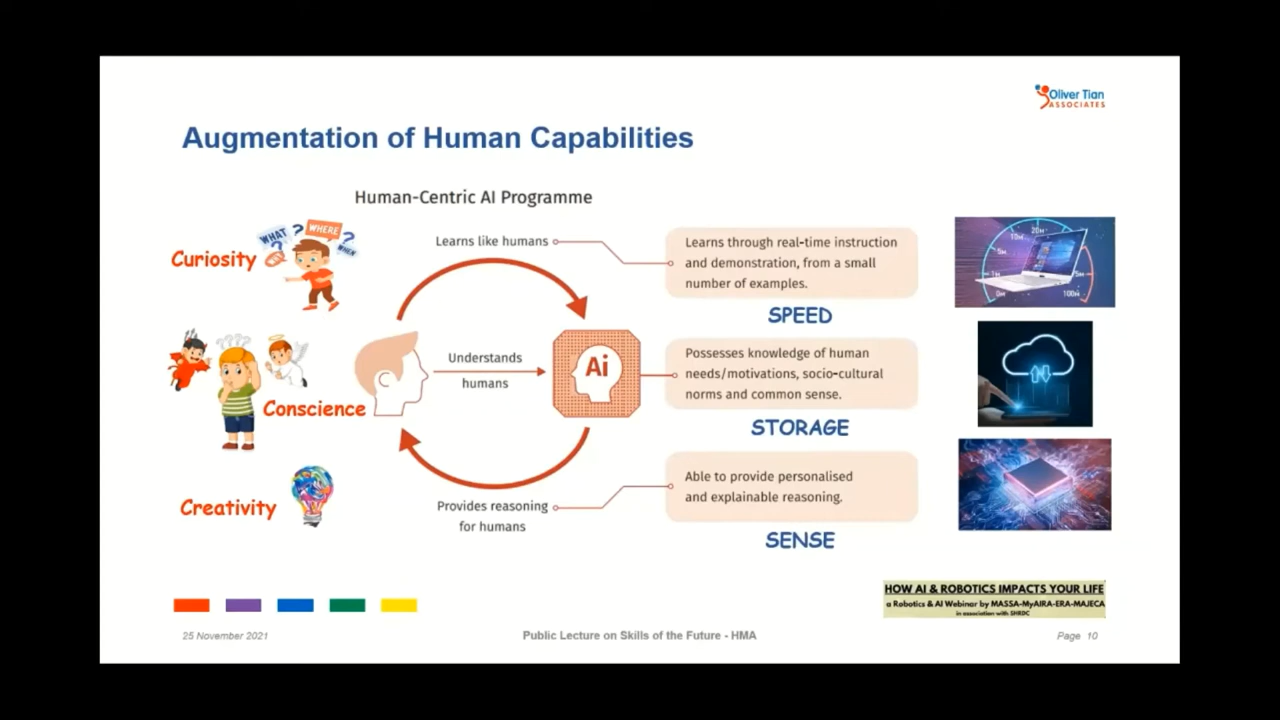 Oliver Tian
ASSOCIATES
Augmentation of Human Capabilities
Human-Centric AI Programme
Curiosity
WHAT
WHERE
WHEN
Learns like humans
Learns through real-time instruction
and demonstration, from a small
number of examples.
SPEED
Conscience
Understands
humans
Ai
Possesses knowledge of human
needs/motivations, socio-cultural
norms and common sense.
STORAGE
Creativity
Provides reasoning
for humans
Able to provide personalised
and explainable reasoning.
SENSE
HOW AI & ROBOTICS IMPACTS YOUR LIFE
a Robotics & AI Webinar by MASSA-MyAIRA-ERA-MAJECA
in association with SHRDC
25 November 2021
Public Lecture on Skills of the Future - HMA
Page 10